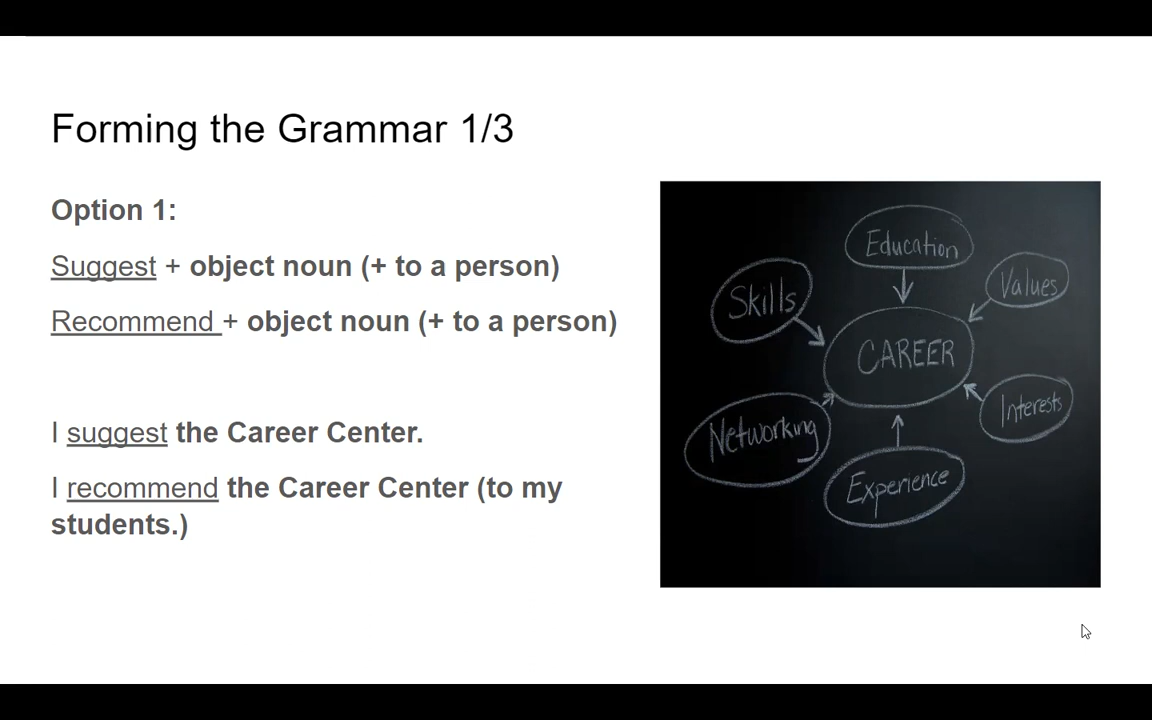 Forming the Grammar 1/3
Option 1:
Suggest + object noun (+ to a person)
Recommend + object noun (+ to a person)
I suggest the Career Center.
I recommend the Career Center (to my
students.)
Education
Skills
Values
CAREER
Interests
Networking
Experience